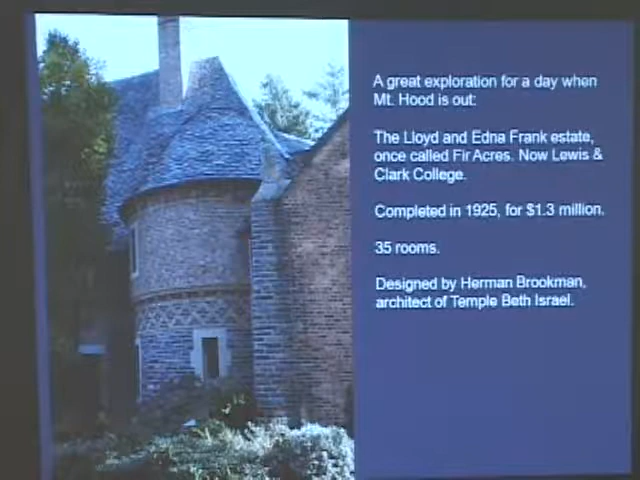 A great exploration for a day when
Mt. Hood is out:
The Lloyd and Edna Frank estate,
once called Fir Acres. Now Lewis &
Clark College.
Completed in 1925, for $1.3 million.
35 rooms.
Designed by Herman Brookman,
architect of Temple Beth Israel.